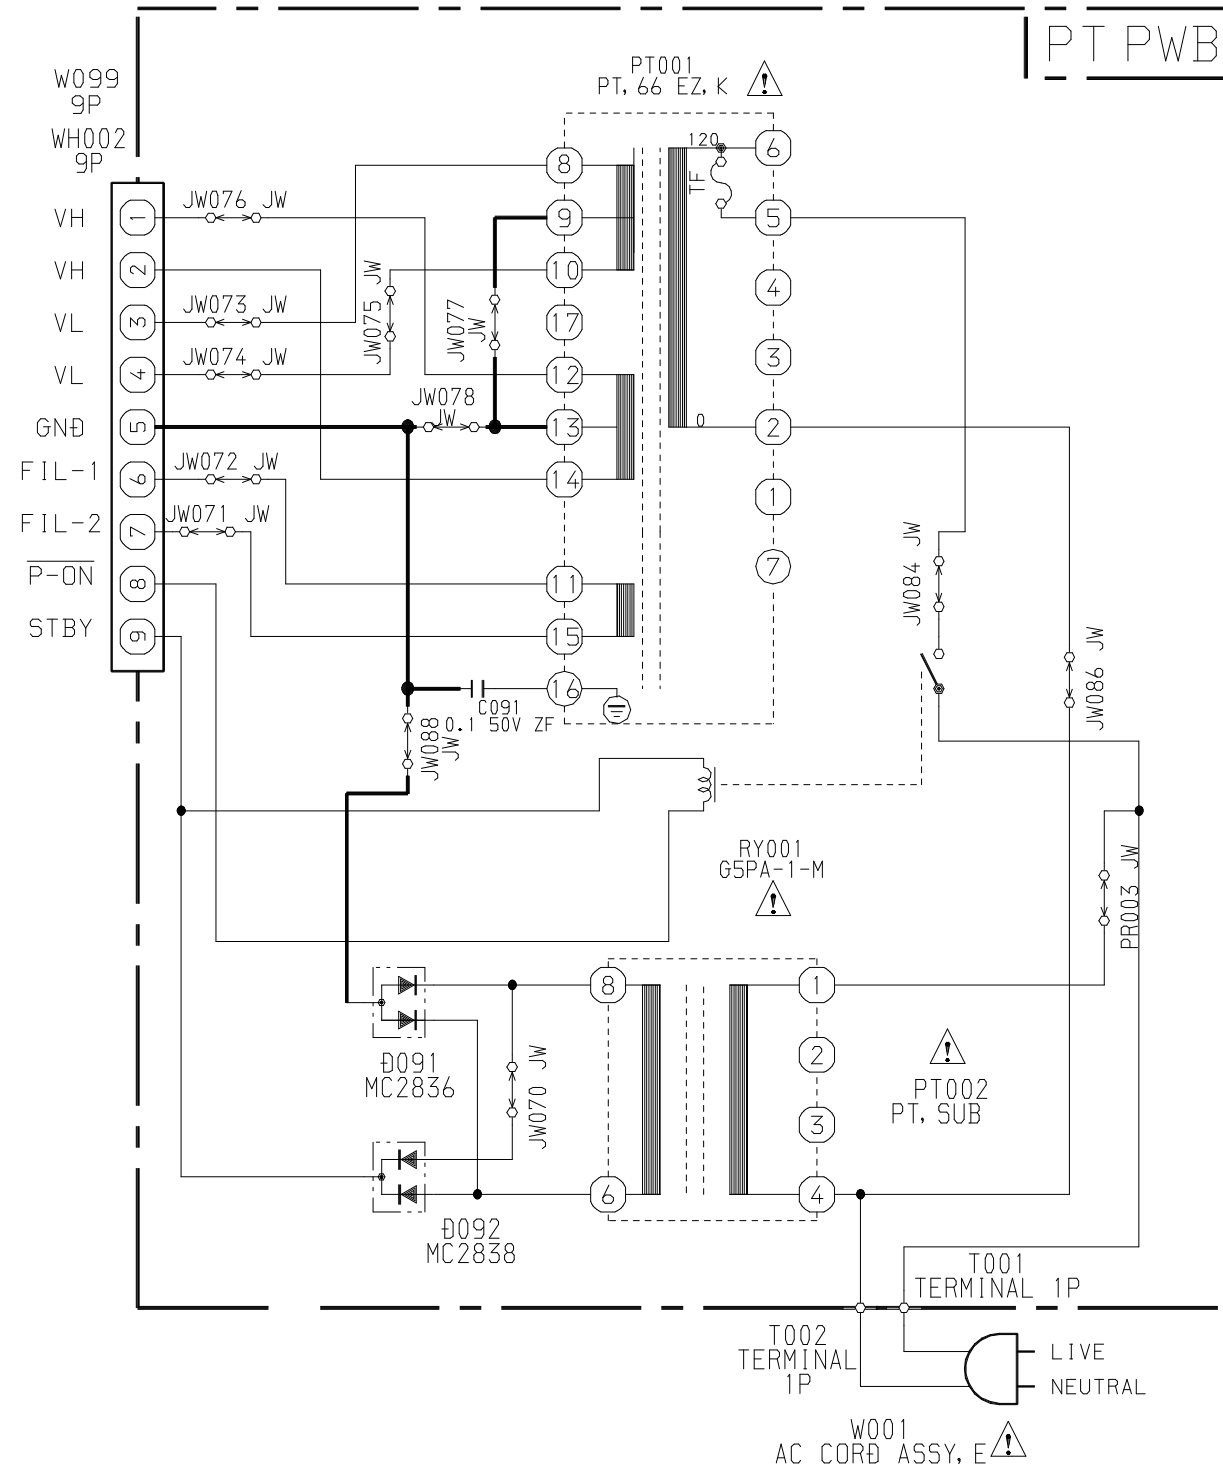 PT PWB
W099
9P
WH002
9P
PT001
PT, 66 EZ, K
!
120
TF
0
VH
1
JW076 JW
VH
2
VL
3
JW073 JW
VL
4
JW074 JW
GND
5
FIL-1
6
JW072 JW
FIL-2
7
JW071 JW
P-ON
8
STBY
9
JW075 JW
JW077
JW
JW078
JW
8
9
10
17
12
13
14
11
15
16
6
5
4
3
2
1
7
C091
0.1 50V ZF
JW088
JW
JW084 JW
JW086 JW
RY001
G5PA-1-M
!
PR003 JW
D091
MC2836
JW070 JW
D092
MC2838
8
6
1
2
3
4
!
PT002
PT, SUB
T001
TERMINAL 1P
T002
TERMINAL
1P
LIVE
NEUTRAL
W001
AC CORD ASSY, E
!